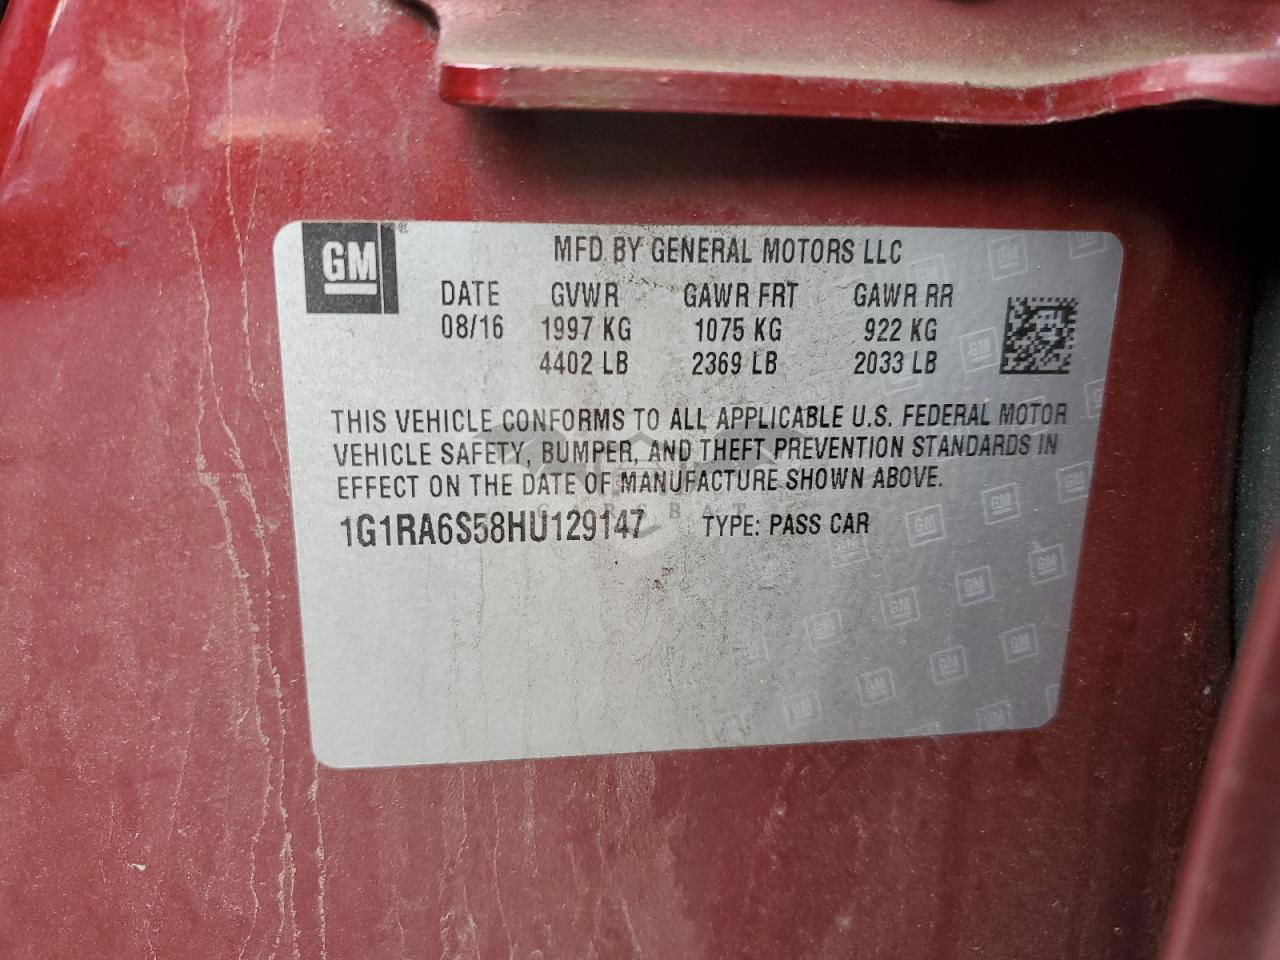 GM
MFD BY GENERAL MOTORS LLC
DATE GVWR GAWR FRT GAWR RR
08/16 1997 KG 1075 KG 922 KG
4402 LB 2369 LB 2033 LB
THIS VEHICLE CONFORMS TO ALL APPLICABLE U.S. FEDERAL MOTOR
VEHICLE SAFETY, BUMPER, AND THEFT PREVENTION STANDARDS IN
EFFECT ON THE DATE OF MANUFACTURE SHOWN ABOVE.
1G1RA6S58HU129147 TYPE: PASS CAR